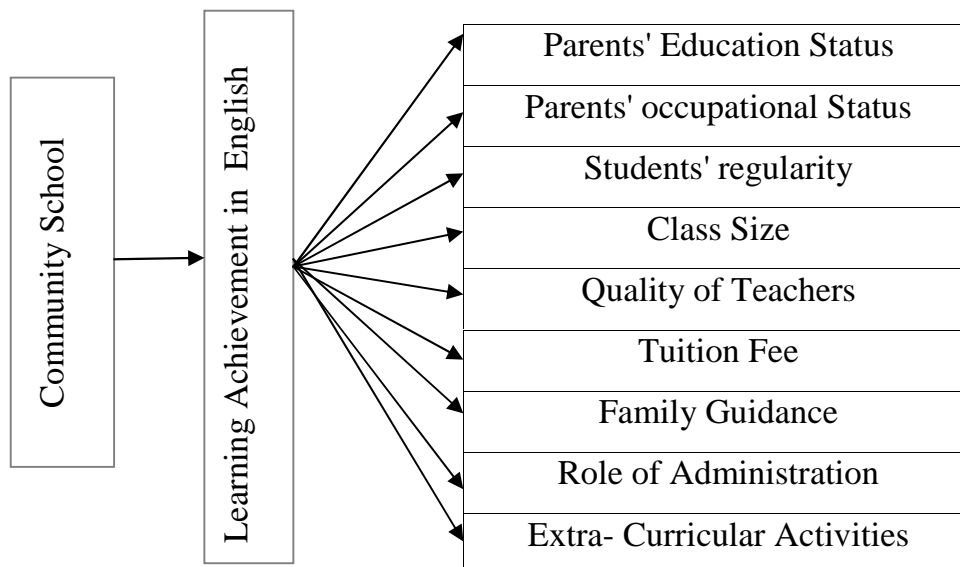 Community School
Learning Achievement in English
Parents' Education Status
Parents' occupational Status
Students' regularity
Class Size
Quality of Teachers
Tuition Fee
Family Guidance
Role of Administration
Extra- Curricular Activities